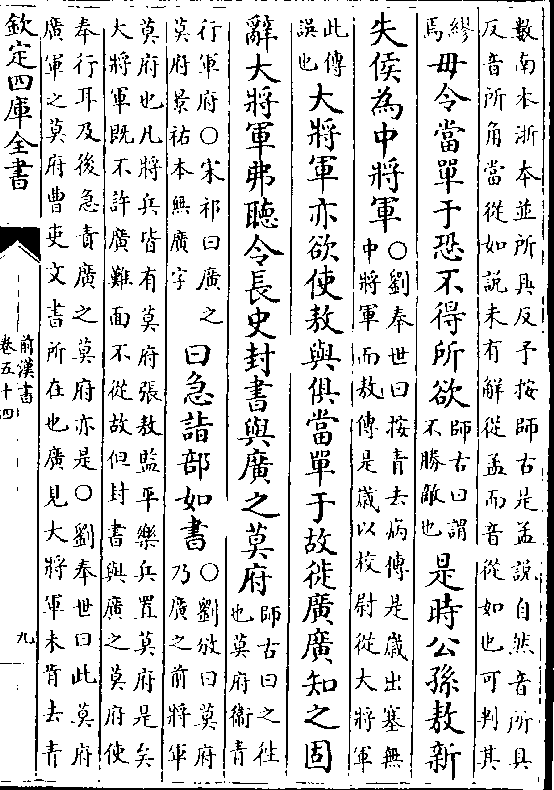 數南本浙本並所具反予按師古是孟說自然音所具
反音所角當從如說未有解從孟而音從如也可判其
繆焉毋令當單于恐不得所欲師古曰謂不勝敵也是時公孫敖新
失侯為中將軍○劉奉世曰按青去病傳是歲出塞無中將軍而敖傳是歲以校尉從大將軍
此傳誤也大將軍亦欲使敖與俱當單于故徙廣廣知之固
辭大將軍弗聽令長史封書與廣之莫府師古曰之往也莫府衞青
行軍府○宋祁曰廣之莫府景祐本無廣字曰急詣部如書○劉攽曰莫府乃廣之前將軍
莫府也凡將兵皆有莫府張敖監平樂兵置莫府是矣
大將軍既不許廣難面不從故但封書與廣之莫府使
奉行耳及後急責廣之莫府亦是○劉奉世曰此莫府
廣軍之莫府曹吏文書所在也廣見大將軍未肯去青
欽定四庫全書
前漢書
卷五十四
九